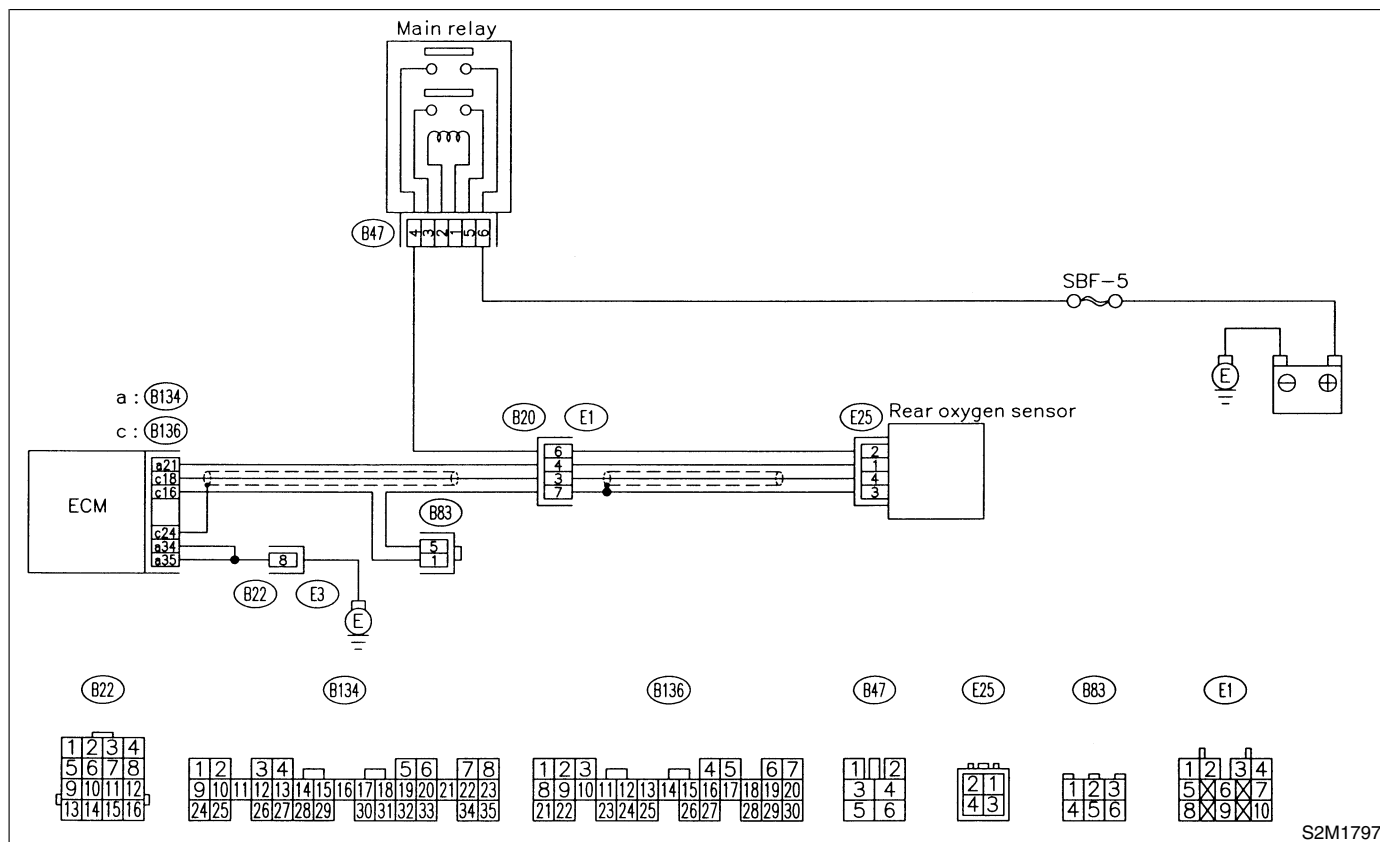 Main relay
B47
4 3 2 1 5 6
SBF-5
E
⊖ ⊕
a : B134
c : B136
B20 E1 E25 Rear oxygen sensor
ECM
a21
c18
c16
c24
a34
a35
6
4
3
7
2
1
4
3
B83
5
1
8
B22 E3
E
B22 B134 B136 B47 E25 B83 E1
1 2 3 4
5 6 7 8
9 10 11 12
13 14 15 16
1 2 3 4 5 6 7 8
9 10 11 12 13 14 15 16 17 18 19 20 21 22 23
24 25 26 27 28 29 30 31 32 33 34 35
1 2 3 4 5 6 7
8 9 10 11 12 13 14 15 16 17 18 19 20
21 22 23 24 25 26 27 28 29 30
1 2
3 4
5 6
2 1
4 3
1 2 3
4 5 6
1 2 3 4
5 6 7
8 9 10
S2M1797